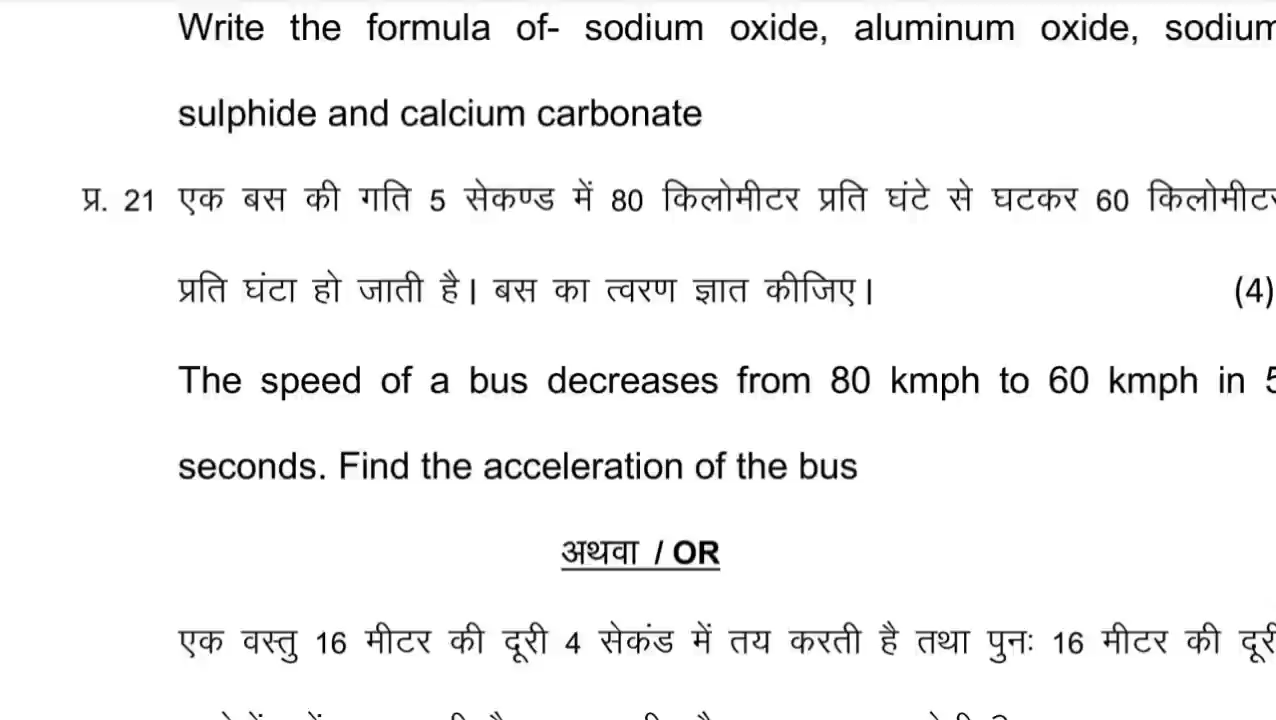 Write the formula of- sodium oxide, aluminum oxide, sodium
sulphide and calcium carbonate
प्र. 21 एक बस की गति 5 सेकण्ड में 80 किलोमीटर प्रति घंटे से घटकर 60 किलोमीटर
प्रति घंटा हो जाती है। बस का त्वरण ज्ञात कीजिए। (4)
The speed of a bus decreases from 80 kmph to 60 kmph in 5
seconds. Find the acceleration of the bus
अथवा / OR
एक वस्तु 16 मीटर की दूरी 4 सेकंड में तय करती है तथा पुनः 16 मीटर की दूरी